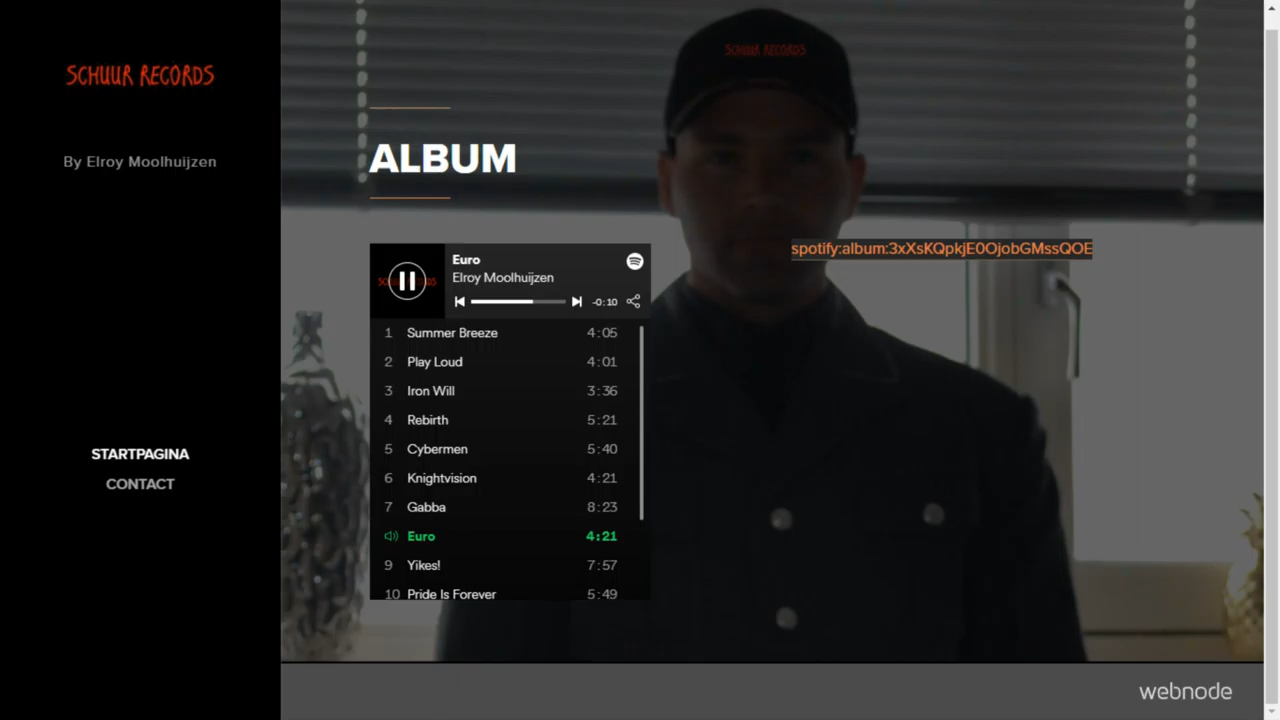 SCHUUR RECORDS
By Elroy Moolhuijzen
STARTPAGINA
CONTACT
SCHUUR RECORDS
ALBUM
spotify:album:3xXsKQpkjE0OjobGMssQOE
Euro
Elroy Moolhuijzen
-0:10
1 Summer Breeze 4:05
2 Play Loud 4:01
3 Iron Will 3:36
4 Rebirth 5:21
5 Cybermen 5:40
6 Knightvision 4:21
7 Gabba 8:23
Euro 4:21
9 Yikes! 7:57
10 Pride Is Forever 5:49
webnode